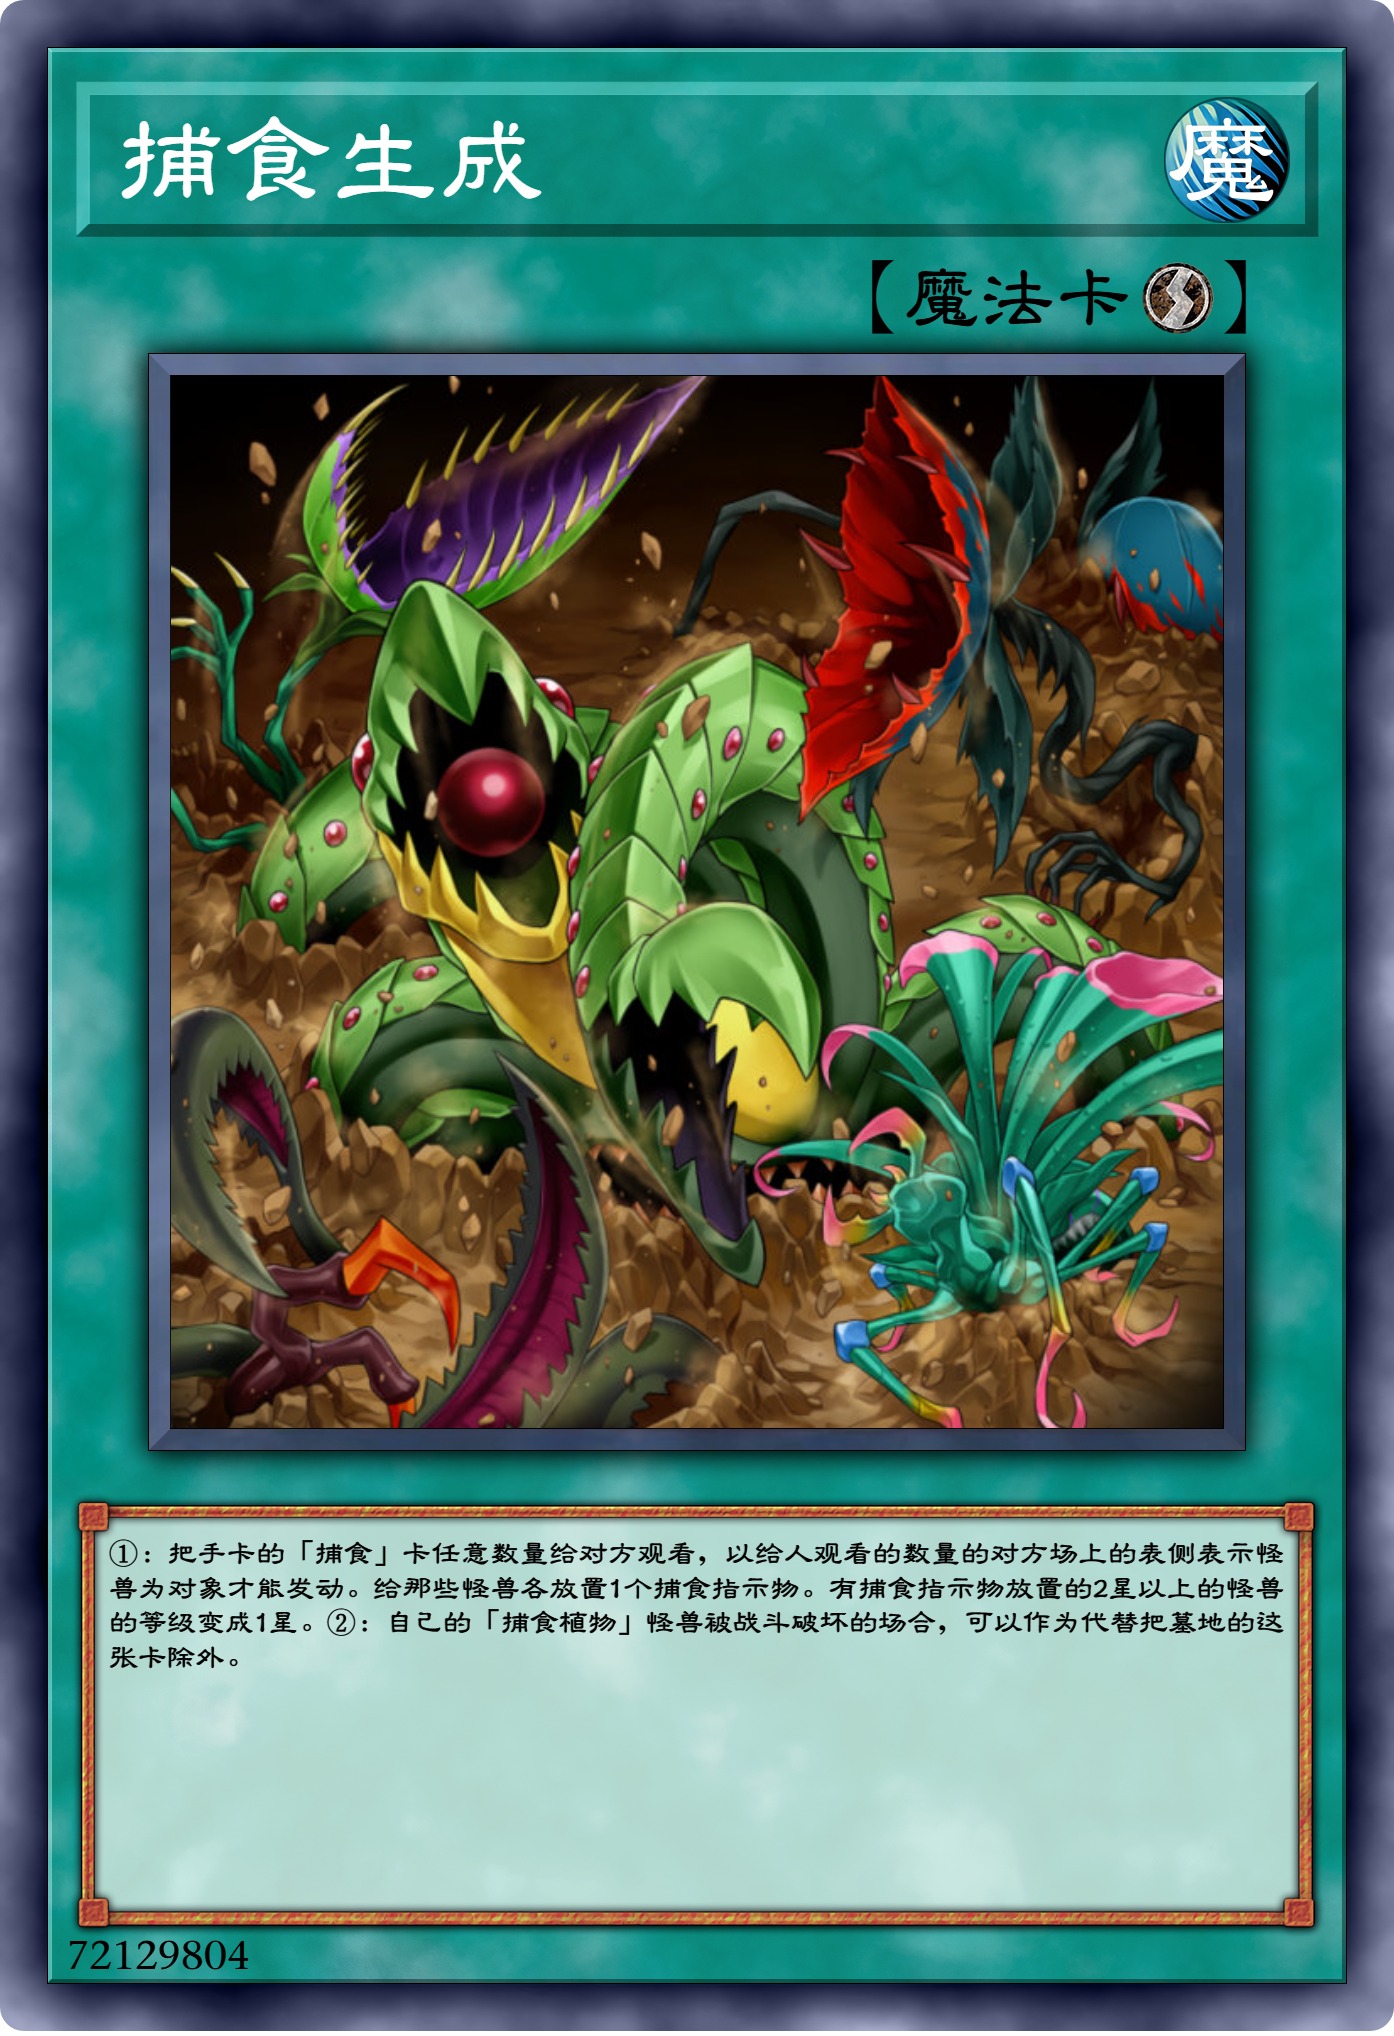 捕食生成
魔
【魔法卡】
①：把手卡的「捕食」卡任意数量给对方观看，以给人观看的数量的对方场上的表侧表示怪
兽为对象才能发动。给那些怪兽各放置1个捕食指示物。有捕食指示物放置的2星以上的怪兽
的等级变成1星。②：自己的「捕食植物」怪兽被战斗破坏的场合，可以作为代替把墓地的这
张卡除外。
72129804